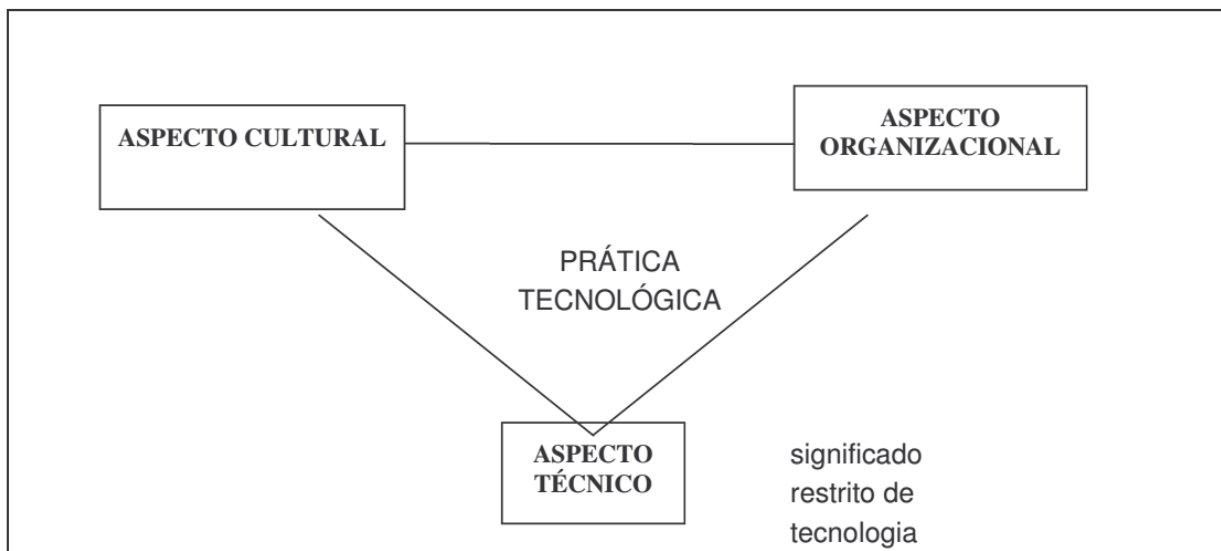 ASPECTO CULTURAL
ASPECTO
ORGANIZACIONAL
PRÁTICA
TECNOLÓGICA
ASPECTO
TÉCNICO
significado
restrito de
tecnologia